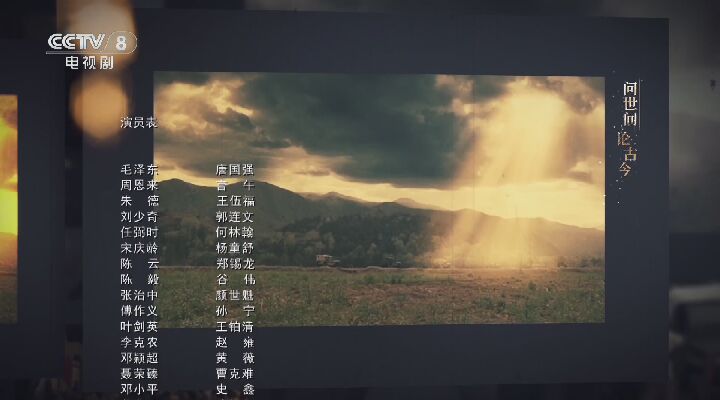 CCTV 8
电视剧
问世间
论古今
演员表
毛泽东 唐国强
周恩来 夤午
朱德 王伍福
刘少奇 郭连文
任弼时 何林翰
宋庆龄 杨童舒
陈云 郑锡龙
陈毅 谷伟
张治中 颜世魁
傅作义 孙宁
叶剑英 王铂清
李克农 赵雍
邓颖超 黄薇
聂荣臻 曹克难
邓小平 史鑫